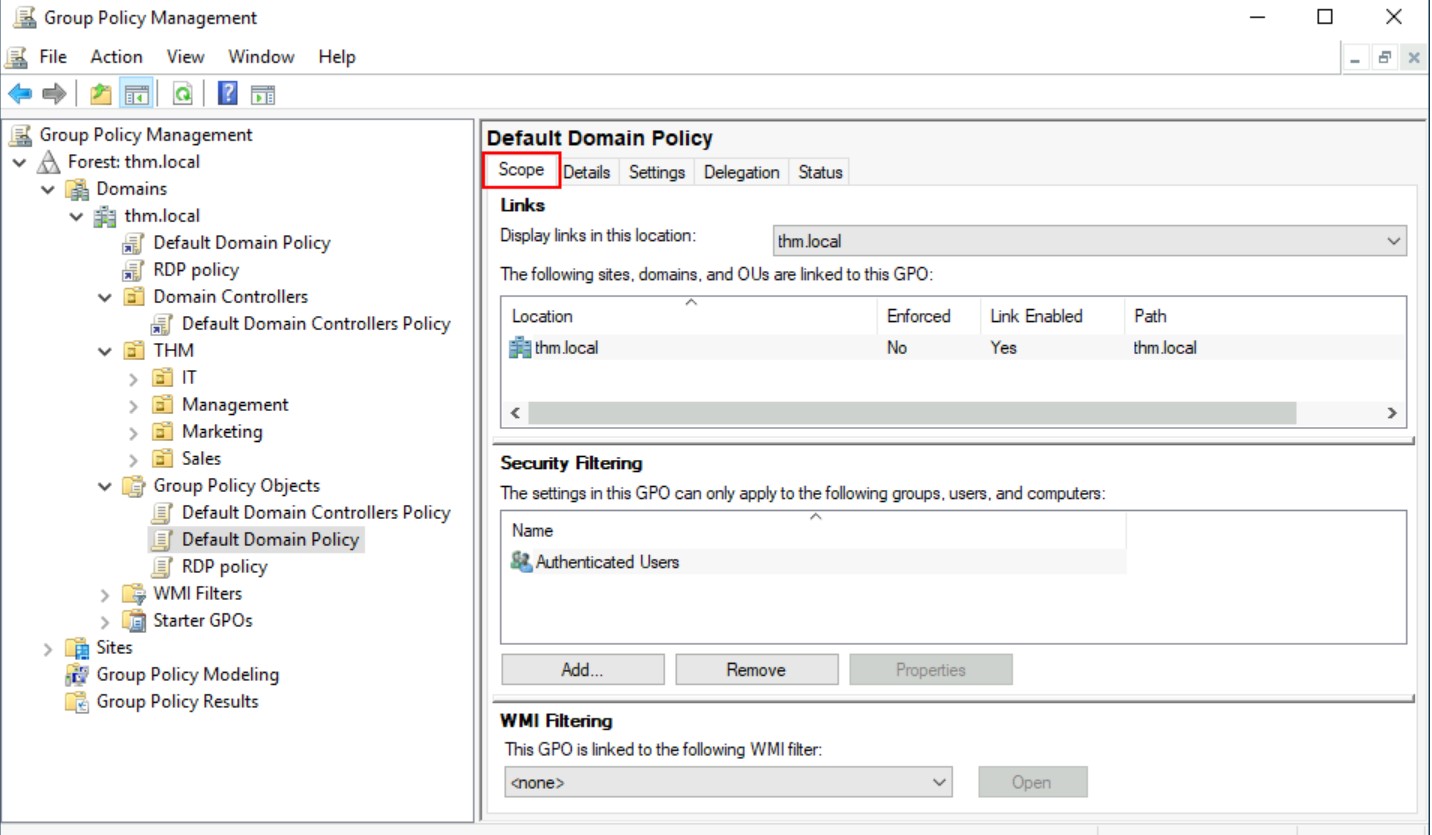 Group Policy Management
File Action View Window Help
Group Policy Management
Forest: thm.local
Domains
thm.local
Default Domain Policy
RDP policy
Domain Controllers
Default Domain Controllers Policy
THM
IT
Management
Marketing
Sales
Group Policy Objects
Default Domain Controllers Policy
Default Domain Policy
RDP policy
WMI Filters
Starter GPOs
Sites
Group Policy Modeling
Group Policy Results
Default Domain Policy
Scope Details Settings Delegation Status
Links
Display links in this location: thm.local
The following sites, domains, and OUs are linked to this GPO:
Location Enforced Link Enabled Path
thm.local No Yes thm.local
Security Filtering
The settings in this GPO can only apply to the following groups, users, and computers:
Name
Authenticated Users
Add... Remove Properties
WMI Filtering
This GPO is linked to the following WMI filter:
<none> Open